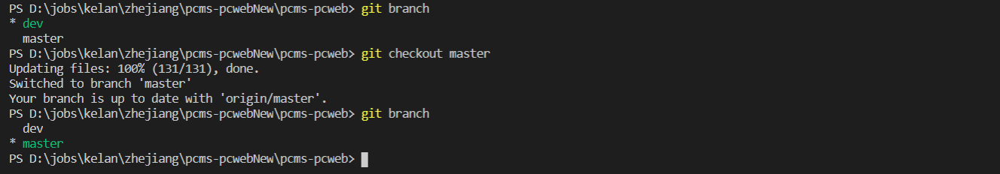 PS D:\jobs\kelan\zhejiang\pcms-pcwebNew\pcms-pcweb> git branch
* dev
  master
PS D:\jobs\kelan\zhejiang\pcms-pcwebNew\pcms-pcweb> git checkout master
Updating files: 100% (131/131), done.
Switched to branch 'master'
Your branch is up to date with 'origin/master'.
PS D:\jobs\kelan\zhejiang\pcms-pcwebNew\pcms-pcweb> git branch
  dev
* master
PS D:\jobs\kelan\zhejiang\pcms-pcwebNew\pcms-pcweb>